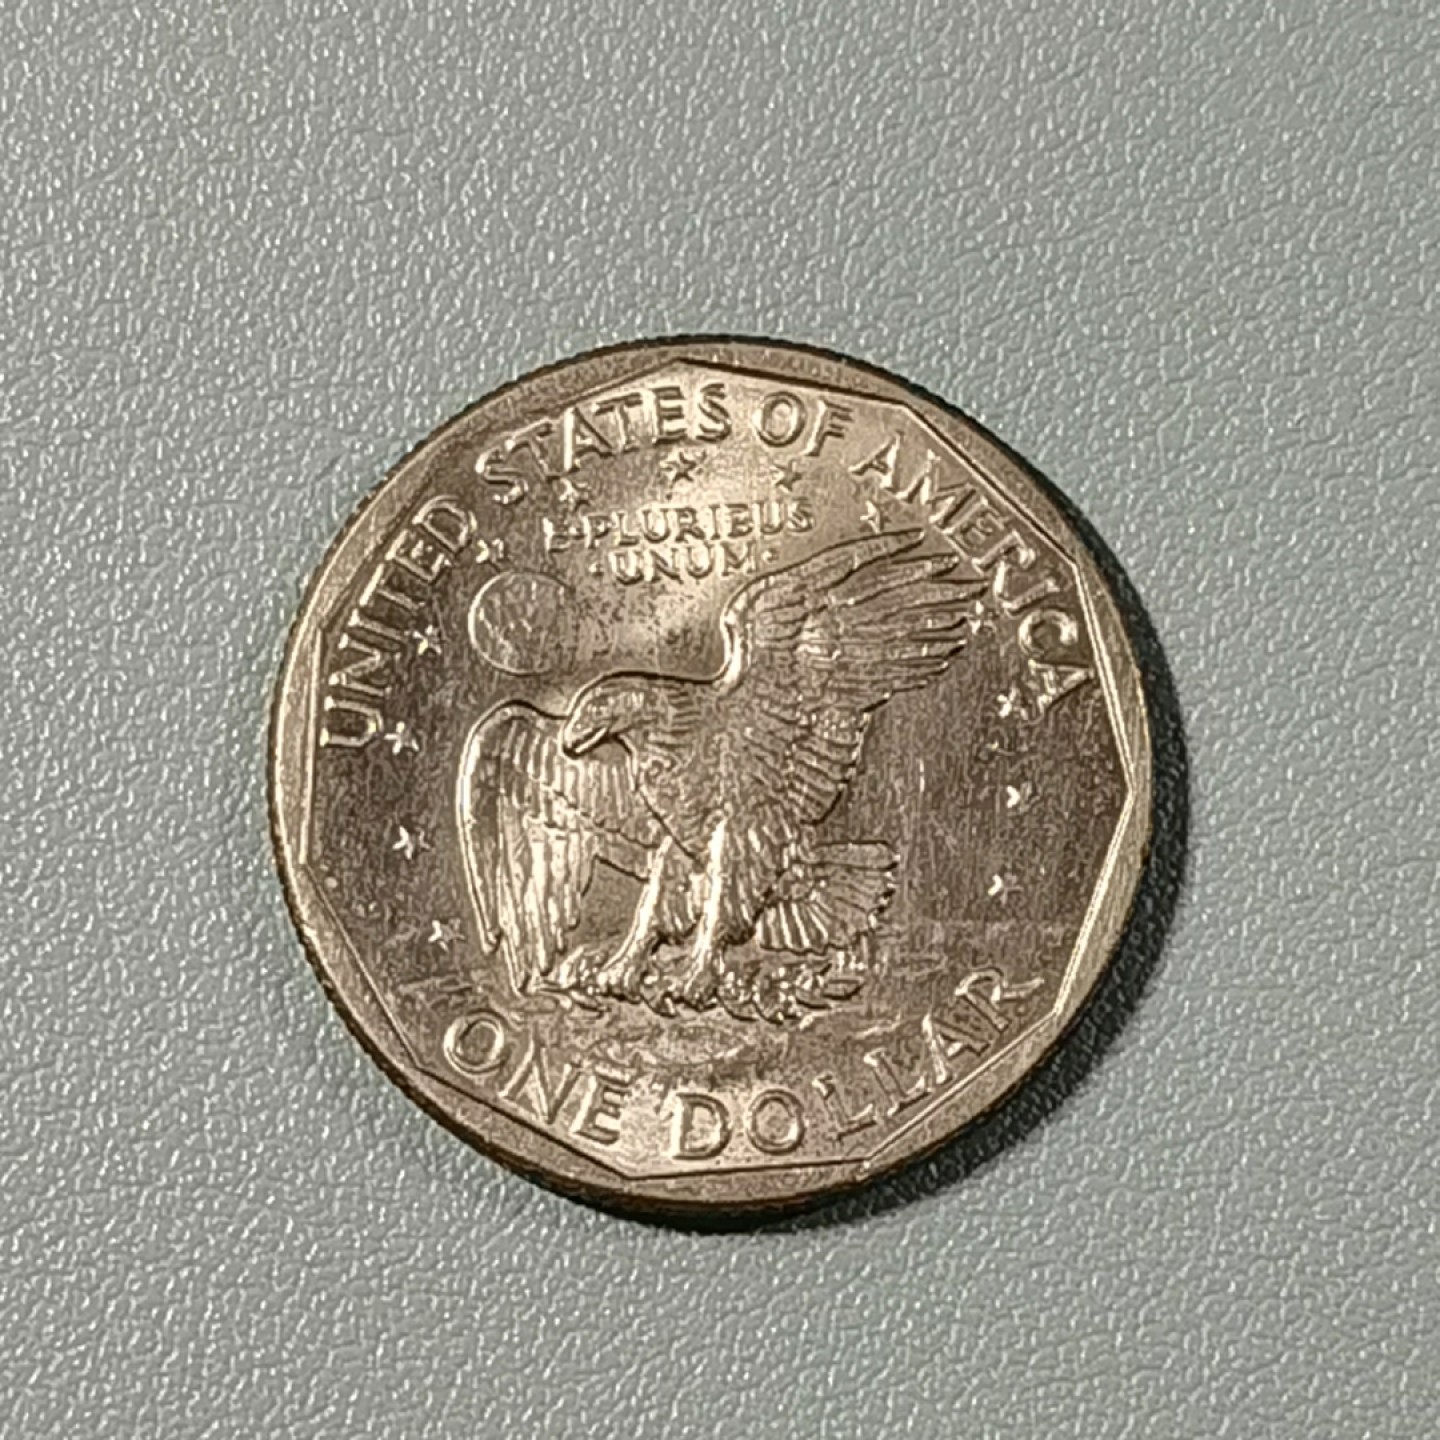 UNITED STATES OF AMERICA
E·PLURIBUS
·UNUM·
ONE DOLLAR